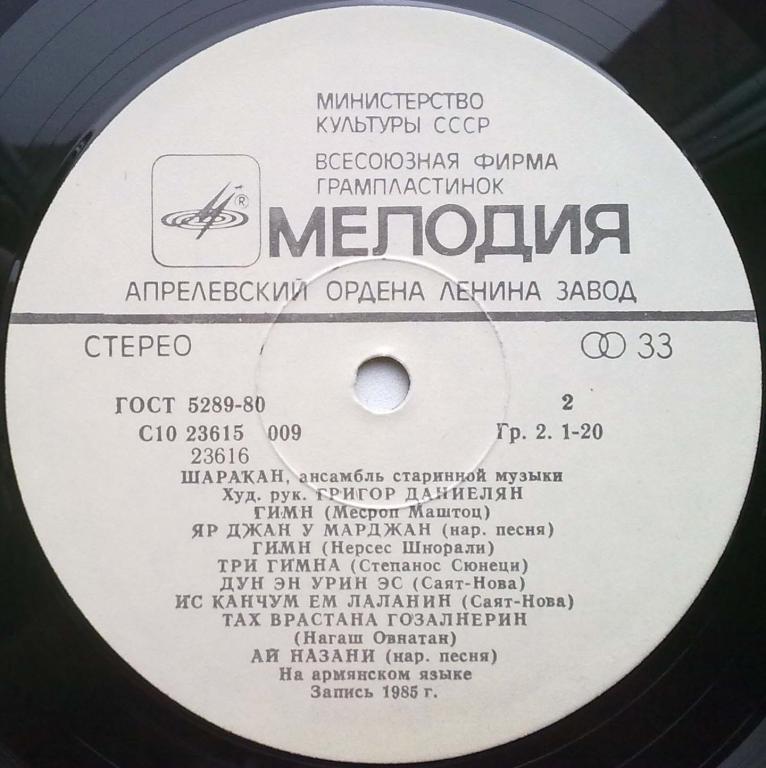 МИНИСТЕРСТВО
КУЛЬТУРЫ СССР
ВСЕСОЮЗНАЯ ФИРМА
ГРАМПЛАСТИНОК
®
МЕЛОДИЯ
АПРЕЛЕВСКИЙ ОРДЕНА ЛЕНИНА ЗАВОД
СТЕРЕО 33
ГОСТ 5289-80 2
С10 23615 009 Гр. 2. 1-20
23616
ШАРАКАН, ансамбль старинной музыки
Худ. рук. ГРИГОР ДАНИЕЛЯН
ГИМН (Месроп Маштоц)
ЯР ДЖАН У МАРДЖАН (нар. песня)
ГИМН (Нерсес Шнорали)
ТРИ ГИМНА (Степанос Сюнеци)
ДУН ЭН УРИН ЭС (Саят-Нова)
ИС КАНЧУМ ЕМ ЛАЛАНИН (Саят-Нова)
ТАХ ВРАСТАНА ГОЗАЛНЕРИН
(Нагаш Овнатан)
АЙ НАЗАНИ (нар. песня)
На армянском языке
Запись 1985 г.